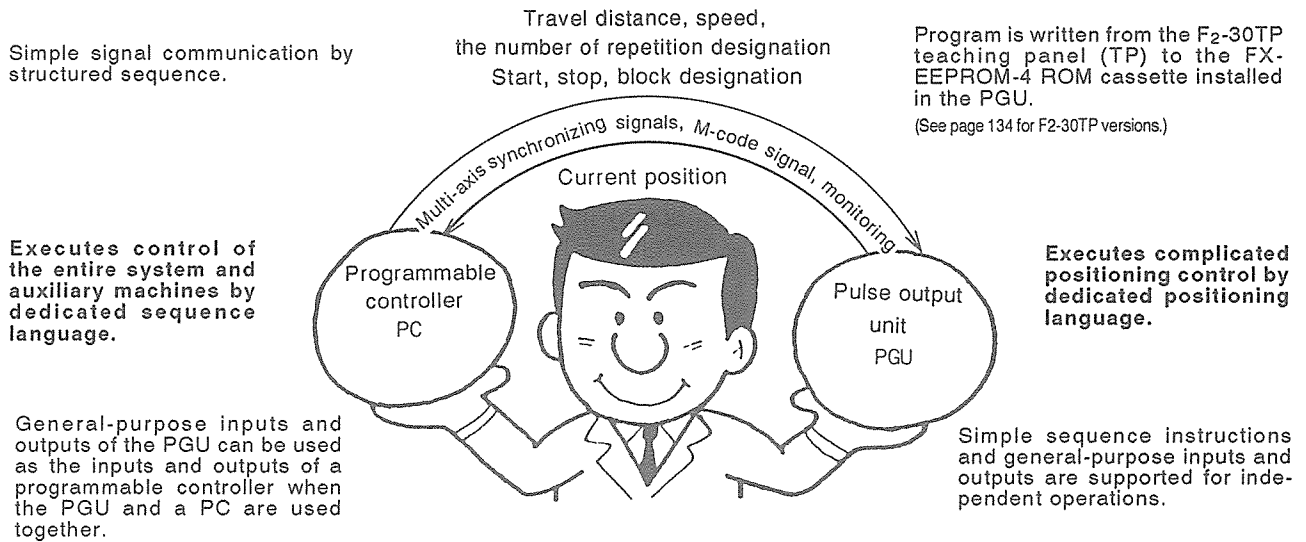 Simple signal communication by
structured sequence.
Travel distance, speed,
the number of repetition designation
Start, stop, block designation
Program is written from the F2-30TP
teaching panel (TP) to the FX-
EEPROM-4 ROM cassette installed
in the PGU.
(See page 134 for F2-30TP versions.)
Multi-axis synchronizing signals, M-code signal, monitoring
Current position
Executes control of
the entire system and
auxiliary machines by
dedicated sequence
language.
Programmable
controller
PC
Pulse output
unit
PGU
Executes complicated
positioning control by
dedicated positioning
language.
General-purpose inputs and
outputs of the PGU can be used
as the inputs and outputs of a
programmable controller when
the PGU and a PC are used
together.
Simple sequence instructions
and general-purpose inputs and
outputs are supported for inde-
pendent operations.